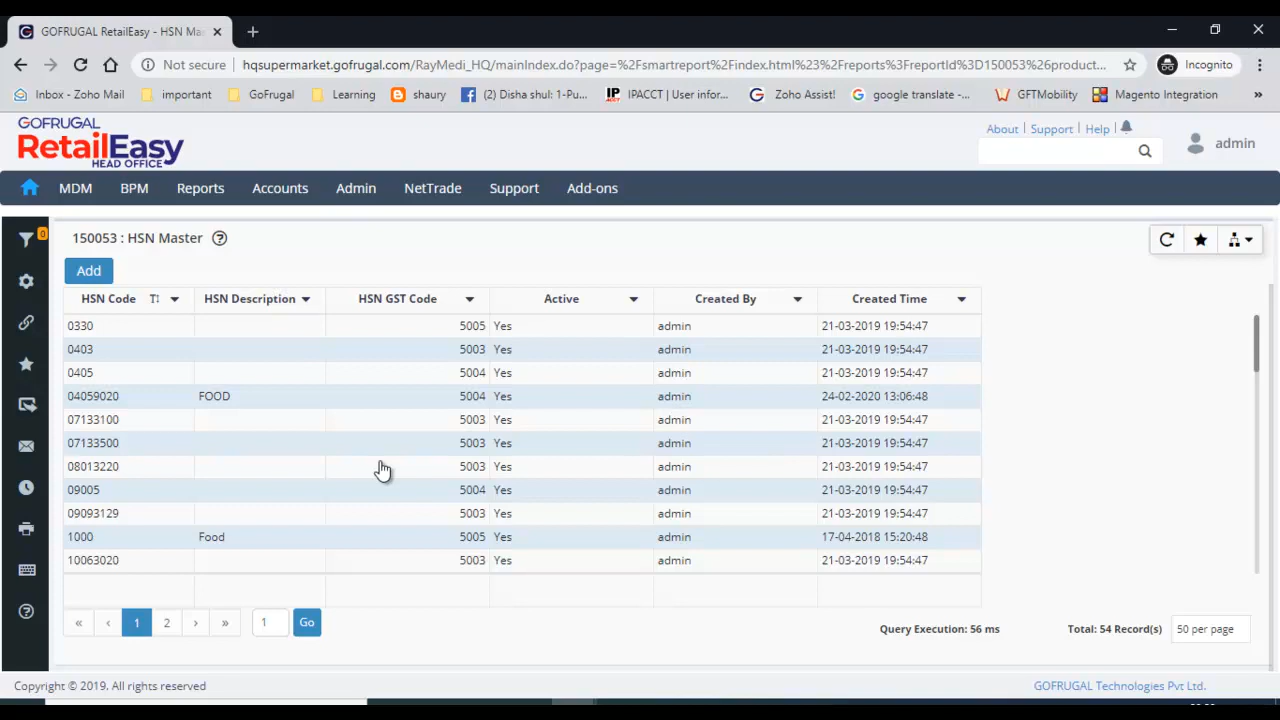 GOFRUGAL RetailEasy - HSN Ma
Not secure
hqsupermarket.gofrugal.com/RayMedi_HQ/mainIndex.do?page=%2Fsmartreport%2Findex.html%23%2Freports%3FreportId%3D150053%26product...
Incognito
Inbox - Zoho Mail
important
GoFrugal
Learning
shaury
(2) Disha shul: 1-Pu...
IPACCT | User infor...
Zoho Assist!
google translate -...
GFTMobility
Magento Integration
»
GOFRUGAL
RetailEasy
HEAD OFFICE
About | Support | Help |
admin
MDM
BPM
Reports
Accounts
Admin
NetTrade
Support
Add-ons
0
150053 : HSN Master
Add
HSN Code HSN Description HSN GST Code Active Created By Created Time
0330 5005 Yes admin 21-03-2019 19:54:47
0403 5003 Yes admin 21-03-2019 19:54:47
0405 5004 Yes admin 21-03-2019 19:54:47
04059020 FOOD 5004 Yes admin 24-02-2020 13:06:48
07133100 5003 Yes admin 21-03-2019 19:54:47
07133500 5003 Yes admin 21-03-2019 19:54:47
08013220 5003 Yes admin 21-03-2019 19:54:47
09005 5004 Yes admin 21-03-2019 19:54:47
09093129 5003 Yes admin 21-03-2019 19:54:47
1000 Food 5005 Yes admin 17-04-2018 15:20:48
10063020 5003 Yes admin 21-03-2019 19:54:47
« ‹ 1 2 › » 1 Go
Query Execution: 56 ms
Total: 54 Record(s)
50 per page
Copyright © 2019. All rights reserved
GOFRUGAL Technologies Pvt Ltd.